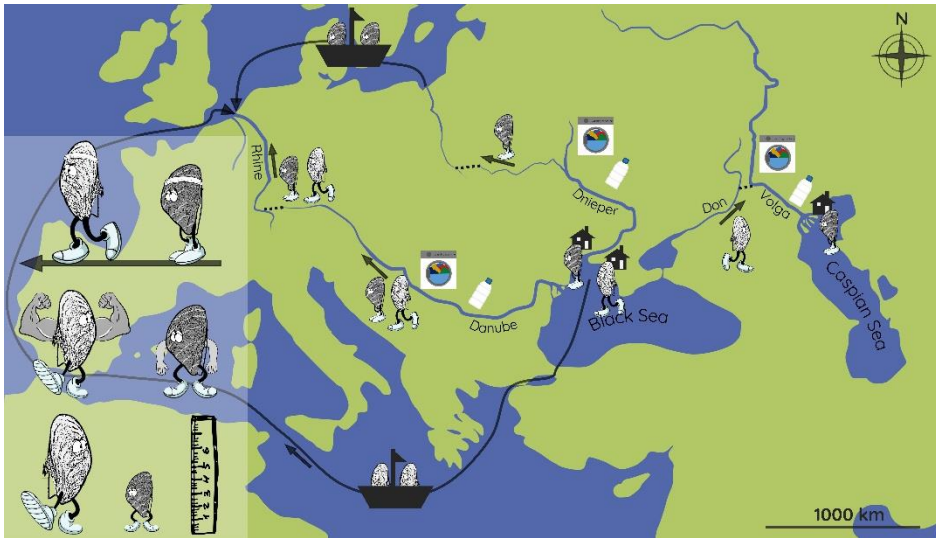 N
Rhine
Dnieper
Don
Volga
Caspian Sea
Danube
Black Sea
1000 km